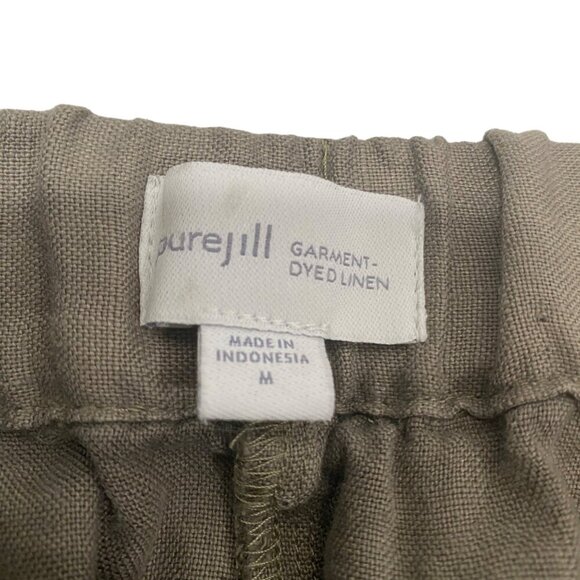 purejill
GARMENT-
DYED LINEN
MADE IN
INDONESIA
M